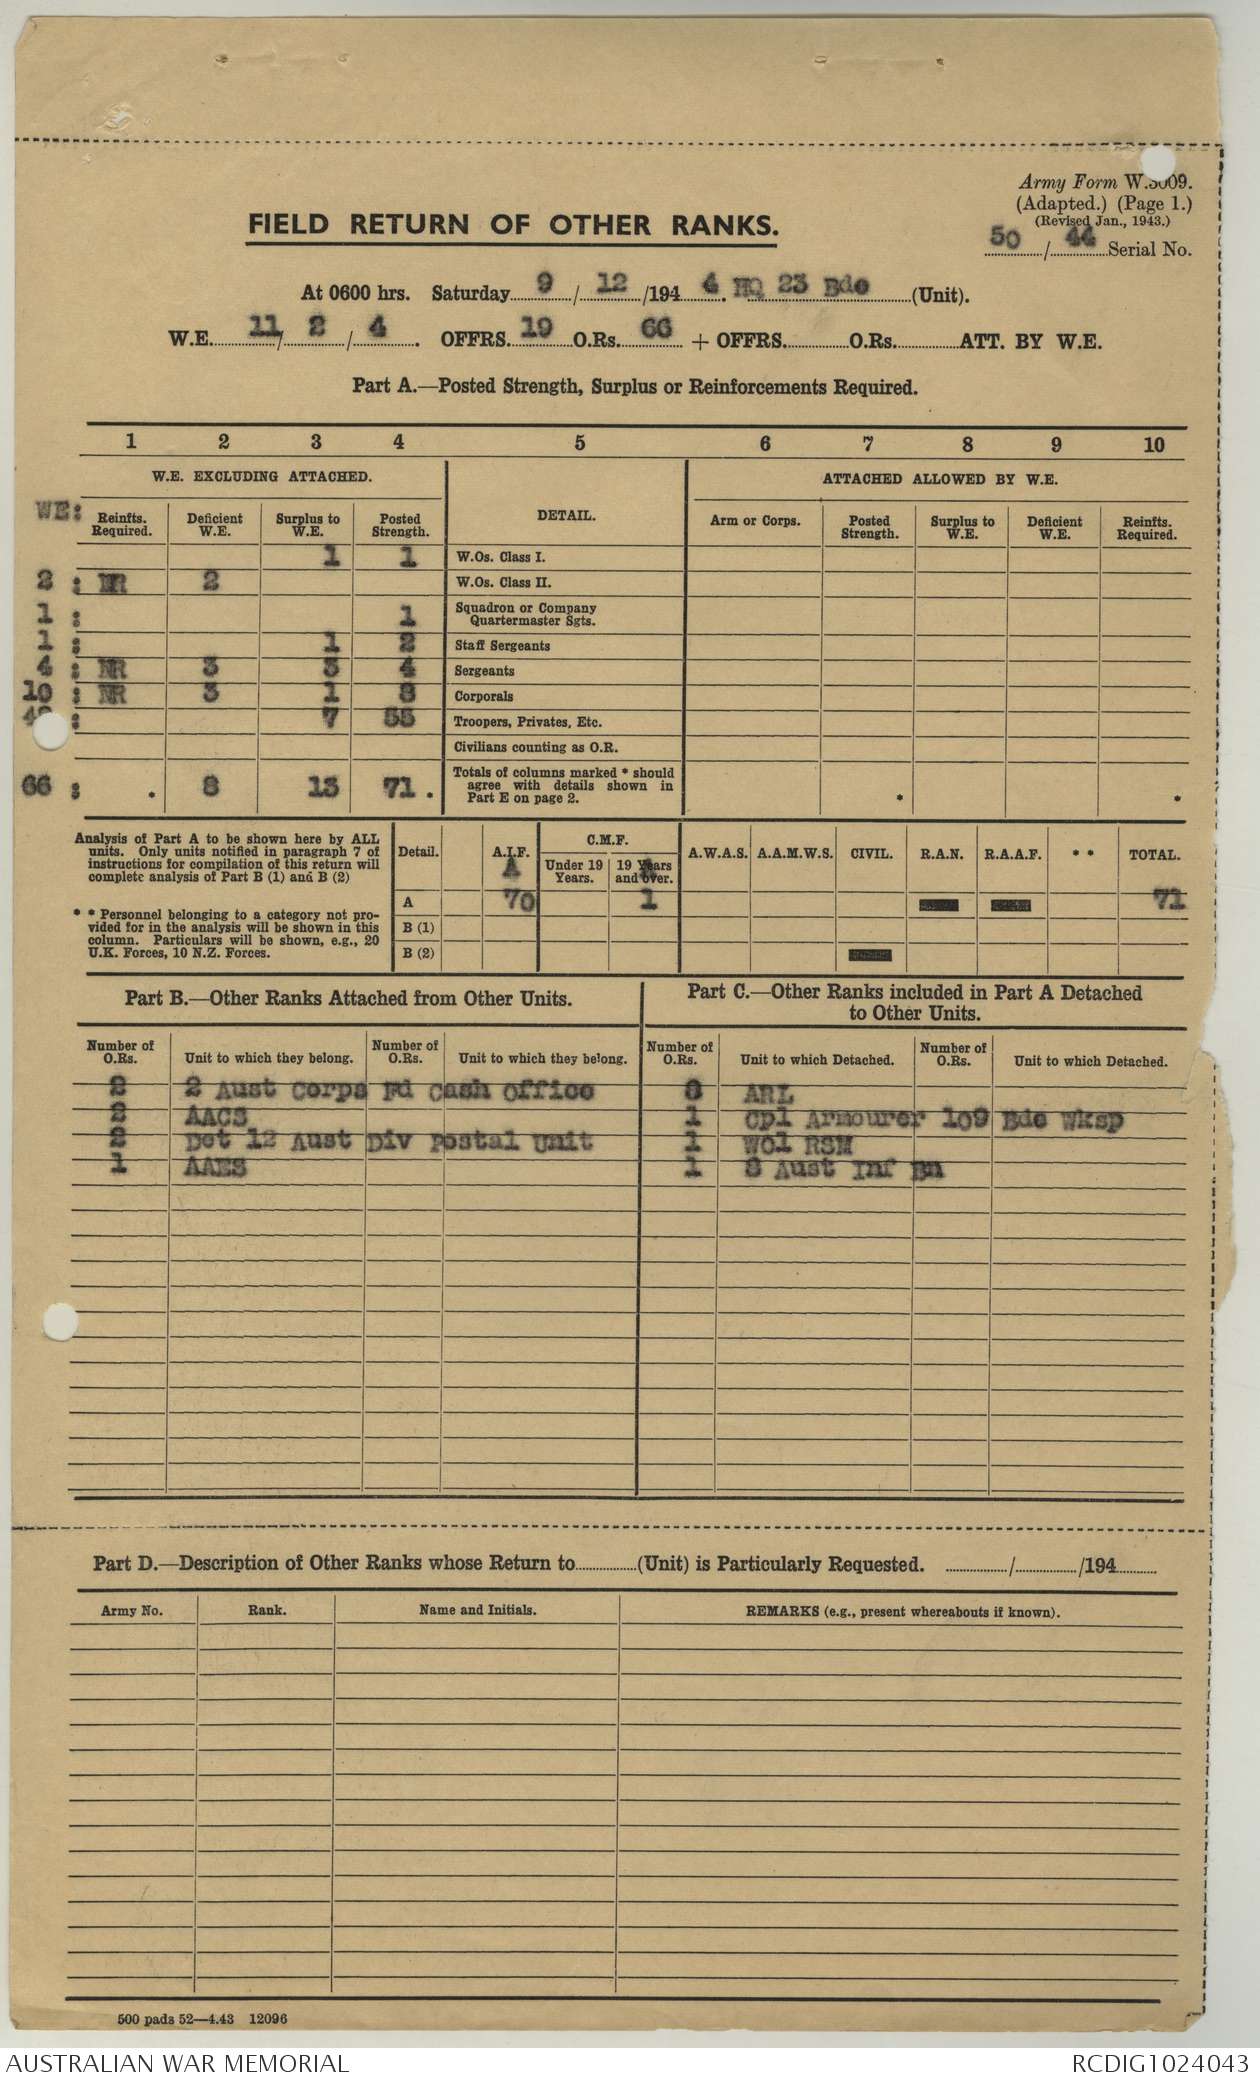 Army Form W.3009.
(Adapted.) (Page 1.)
(Revised Jan., 1943.)
FIELD RETURN OF OTHER RANKS.
50 / 44 Serial No.
At 0600 hrs. Saturday 9 / 12 /194 4. HQ 23 Bde (Unit).
W.E. 11 / 2 / 4 . OFFRS. 19 O.Rs. 66 + OFFRS. O.Rs. ATT. BY W.E.
Part A.—Posted Strength, Surplus or Reinforcements Required.
1 2 3 4 5 6 7 8 9 10
W.E. EXCLUDING ATTACHED. DETAIL. ATTACHED ALLOWED BY W.E.
WE: Reinfts. Required. Deficient W.E. Surplus to W.E. Posted Strength. Arm or Corps. Posted Strength. Surplus to W.E. Deficient W.E. Reinfts. Required.
1 1 W.Os. Class I.
2 : NR 2 W.Os. Class II.
1 : 1 Squadron or Company Quartermaster Sgts.
1 : 1 2 Staff Sergeants
4 : NR 3 3 4 Sergeants
10 : NR 3 1 8 Corporals
: 7 55 Troopers, Privates, Etc.
Civilians counting as O.R.
66 : * 8 13 71 . Totals of columns marked * should agree with details shown in Part E on page 2. * *
Analysis of Part A to be shown here by ALL units. Only units notified in paragraph 7 of instructions for compilation of this return will complete analysis of Part B (1) and B (2)
* * Personnel belonging to a category not provided for in the analysis will be shown in this column. Particulars will be shown, e.g., 20 U.K. Forces, 10 N.Z. Forces.
Detail. A.I.F. C.M.F. Under 19 Years. 19 Years and over. A.W.A.S. A.A.M.W.S. CIVIL. R.A.N. R.A.A.F. * * TOTAL.
A 70 1 71
B (1)
B (2)
Part B.—Other Ranks Attached from Other Units.
Number of O.Rs. Unit to which they belong. Number of O.Rs. Unit to which they belong.
2 2 Aust Corps Fd Cash Office
2 AACS
2 Det 12 Aust Div Postal Unit
1 AAES
Part C.—Other Ranks included in Part A Detached to Other Units.
Number of O.Rs. Unit to which Detached. Number of O.Rs. Unit to which Detached.
8 ARL
1 Cpl Armourer 109 Bde Wksp
1 WO1 RSM
1 8 Aust Inf Bn
Part D.—Description of Other Ranks whose Return to (Unit) is Particularly Requested. / /194
Army No. Rank. Name and Initials. REMARKS (e.g., present whereabouts if known).
500 pads 52—4.43 12096
AUSTRALIAN WAR MEMORIAL RCDIG1024043